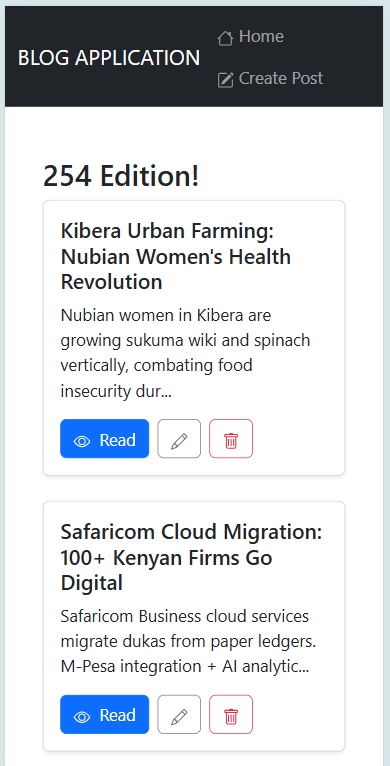 BLOG APPLICATION
Home
Create Post
254 Edition!
Kibera Urban Farming:
Nubian Women's Health
Revolution
Nubian women in Kibera are
growing sukuma wiki and spinach
vertically, combating food
insecurity dur...
Read
Safaricom Cloud Migration:
100+ Kenyan Firms Go
Digital
Safaricom Business cloud services
migrate dukas from paper ledgers.
M-Pesa integration + AI analytic...
Read